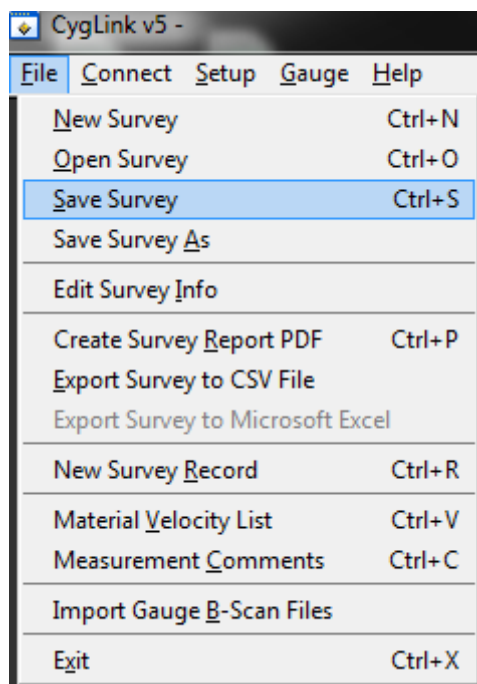 CygLink v5 -
File Connect Setup Gauge Help
New Survey Ctrl+N
Open Survey Ctrl+O
Save Survey Ctrl+S
Save Survey As
Edit Survey Info
Create Survey Report PDF Ctrl+P
Export Survey to CSV File
Export Survey to Microsoft Excel
New Survey Record Ctrl+R
Material Velocity List Ctrl+V
Measurement Comments Ctrl+C
Import Gauge B-Scan Files
Exit Ctrl+X